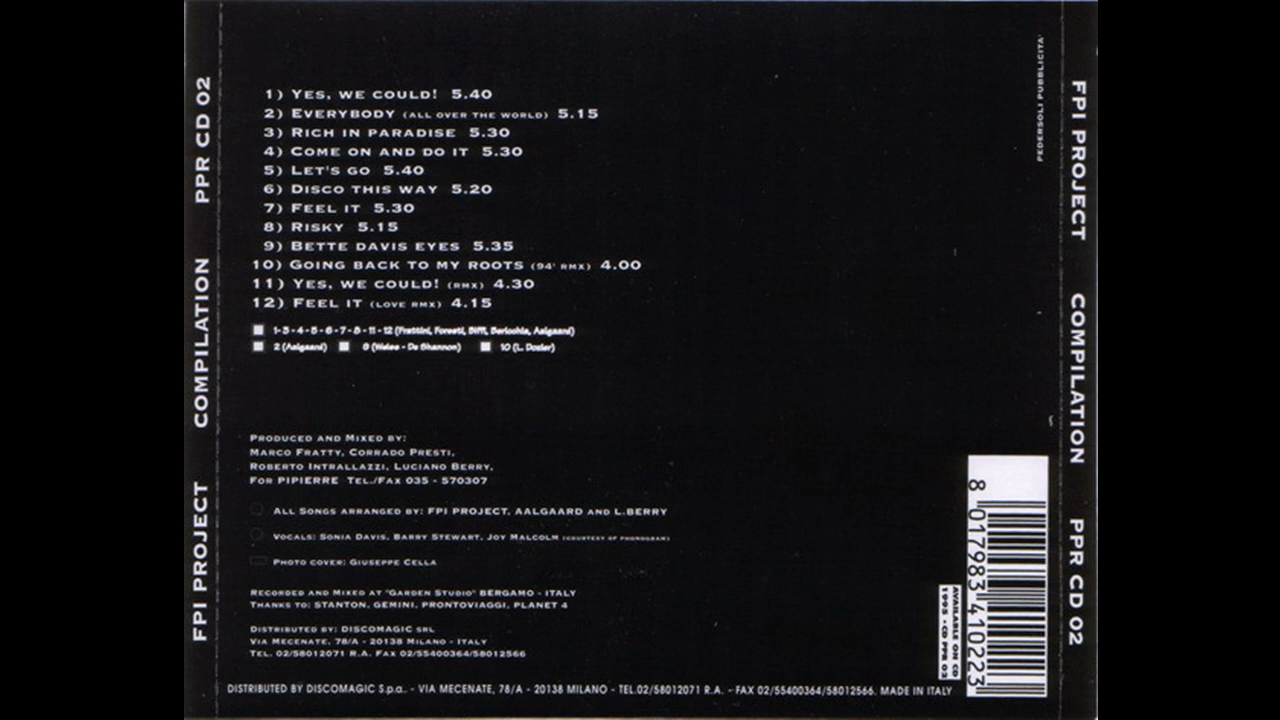 PPR CD 02
COMPILATION
FPI PROJECT
1) YES, WE COULD! 5.40
2) EVERYBODY (ALL OVER THE WORLD) 5.15
3) RICH IN PARADISE 5.30
4) COME ON AND DO IT 5.30
5) LET'S GO 5.40
6) DISCO THIS WAY 5.20
7) FEEL IT 5.30
8) RISKY 5.15
9) BETTE DAVIS EYES 5.35
10) GOING BACK TO MY ROOTS (94' RMX) 4.00
11) YES, WE COULD! (RMX) 4.30
12) FEEL IT (LOVE RMX) 4.15
1-3-4-5-6-7-8-11-12 (Frattini, Foresti, Biffi, Aalgaard)
2 (Aalgaard) 9 (Weiss - De Shannon) 10 (L. Dozier)
PRODUCED AND MIXED BY:
MARCO FRATTY, CORRADO PRESTI,
ROBERTO INTRALLAZZI, LUCIANO BERRY,
FOR PIPIERRE TEL./FAX 035 - 570307
ALL SONGS ARRANGED BY: FPI PROJECT, AALGAARD AND L.BERRY
VOCALS: SONIA DAVIS, BARRY STEWART, JOY MALCOLM (COURTESY OF PHONOGRAM)
PHOTO COVER: GIUSEPPE CELLA
RECORDED AND MIXED AT "GARDEN STUDIO" BERGAMO - ITALY
THANKS TO: STANTON, GEMINI, PRONTOVIAGGI, PLANET 4
DISTRIBUTED BY: DISCOMAGIC SRL
VIA MECENATE, 78/A - 20138 MILANO - ITALY
TEL. 02/58012071 R.A. FAX 02/55400364/58012566
DISTRIBUTED BY DISCOMAGIC S.p.a. - VIA MECENATE, 78/A - 20138 MILANO - TEL.02/58012071 R.A. - FAX 02/55400364/58012566. MADE IN ITALY
PEDERSOLI PUBBLICITA'
AVAILABLE ON CD
1995 - CD PPR 02
8 017983 410223
FPI PROJECT
COMPILATION
PPR CD 02